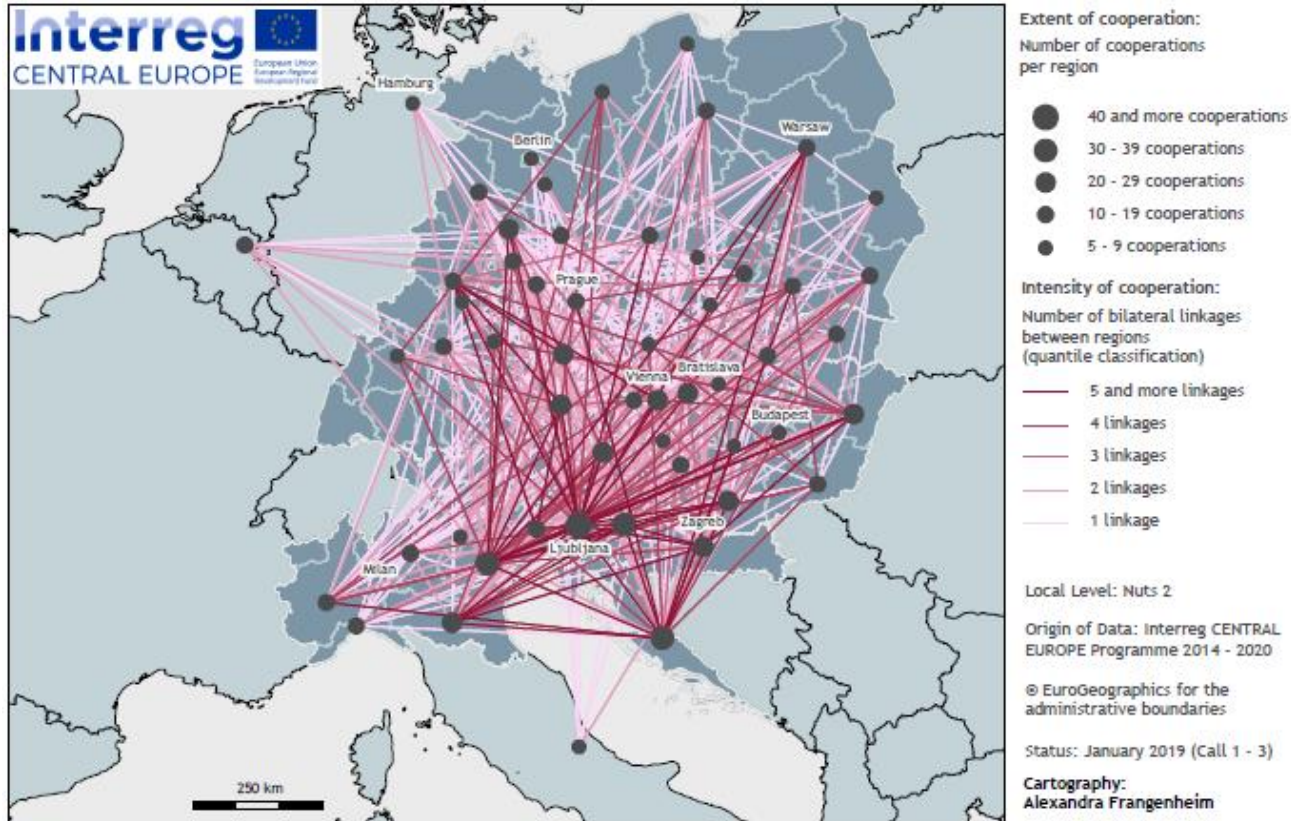 Interreg
CENTRAL EUROPE
European Union
European Regional
Development Fund
Hamburg
Berlin
Warsaw
Prague
Vienna
Bratislava
Budapest
Zagreb
Ljubljana
Milan
250 km
Extent of cooperation:
Number of cooperations
per region
40 and more cooperations
30 - 39 cooperations
20 - 29 cooperations
10 - 19 cooperations
5 - 9 cooperations
Intensity of cooperation:
Number of bilateral linkages
between regions
(quantile classification)
5 and more linkages
4 linkages
3 linkages
2 linkages
1 linkage
Local Level: Nuts 2
Origin of Data: Interreg CENTRAL
EUROPE Programme 2014 - 2020
© EuroGeographics for the
administrative boundaries
Status: January 2019 (Call 1 - 3)
Cartography:
Alexandra Frangenheim